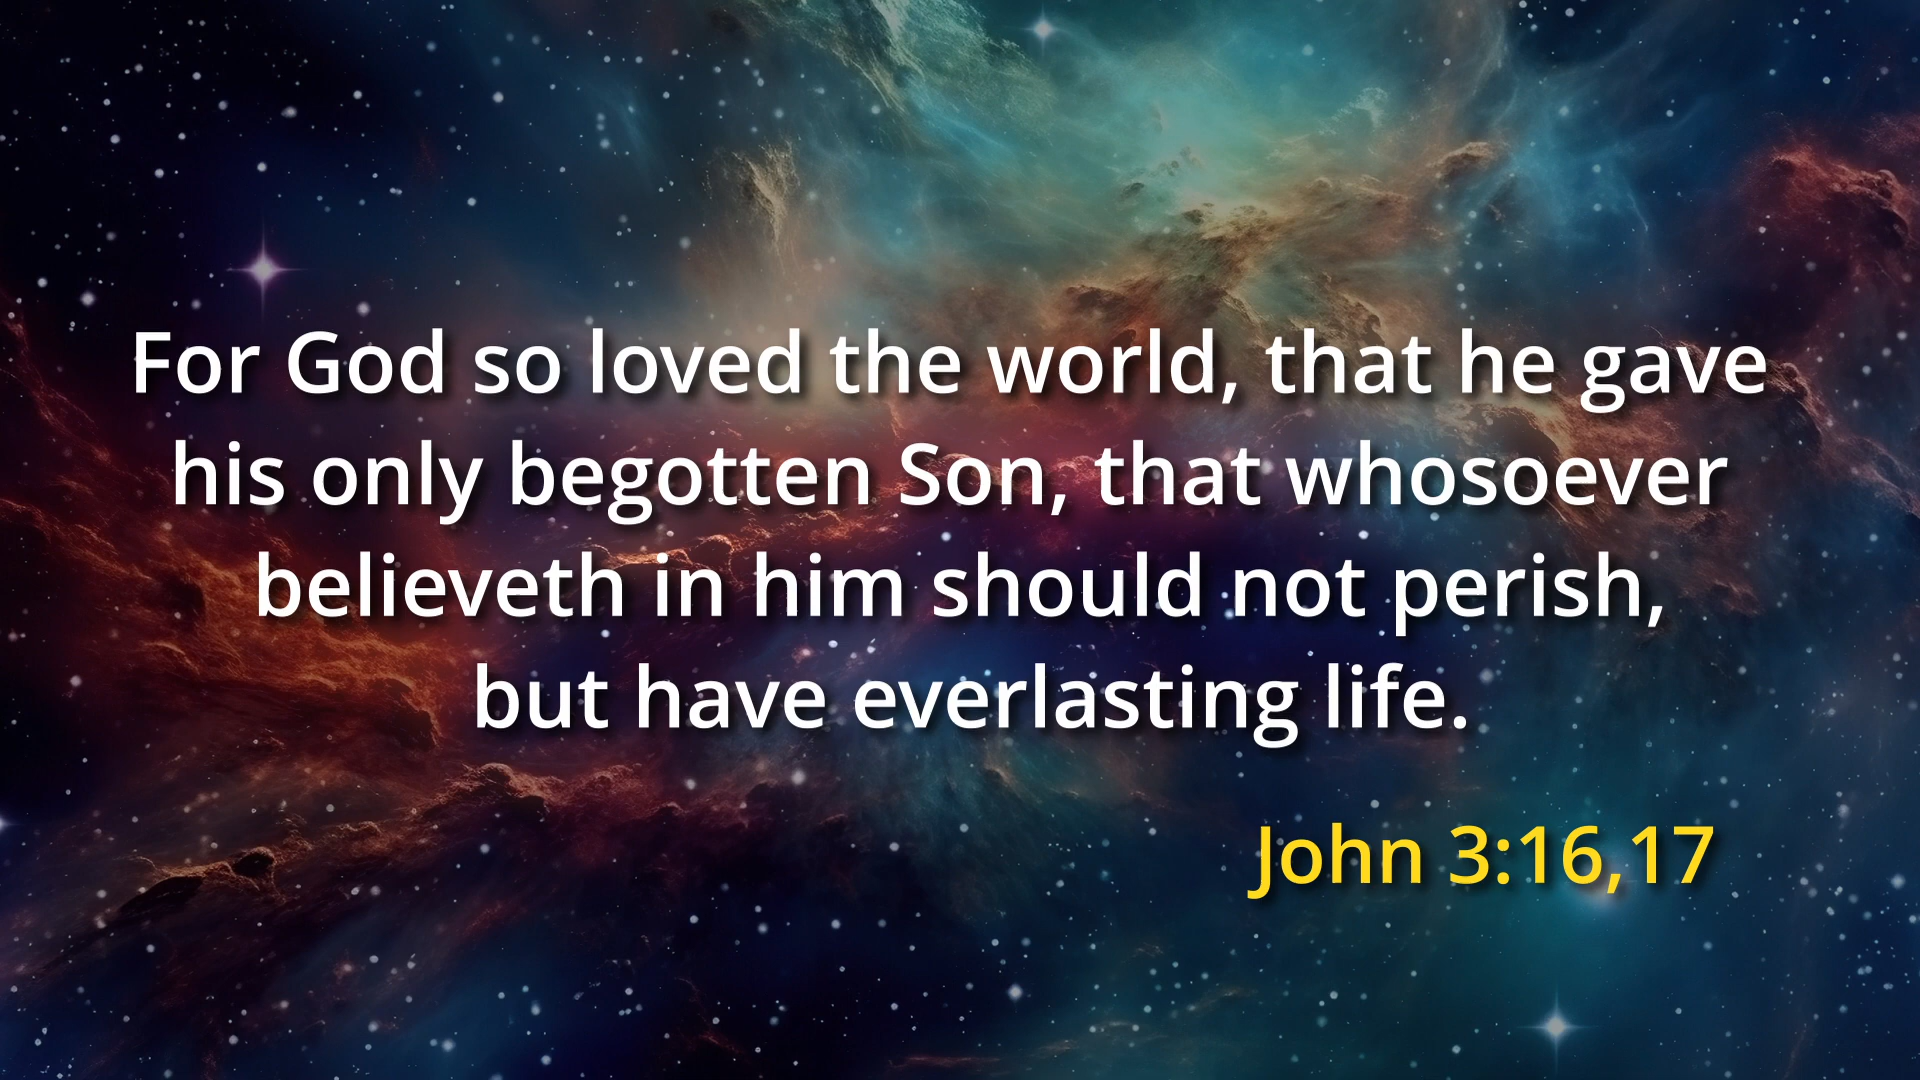 For God so loved the world, that he gave
his only begotten Son, that whosoever
believeth in him should not perish,
but have everlasting life.
John 3:16,17